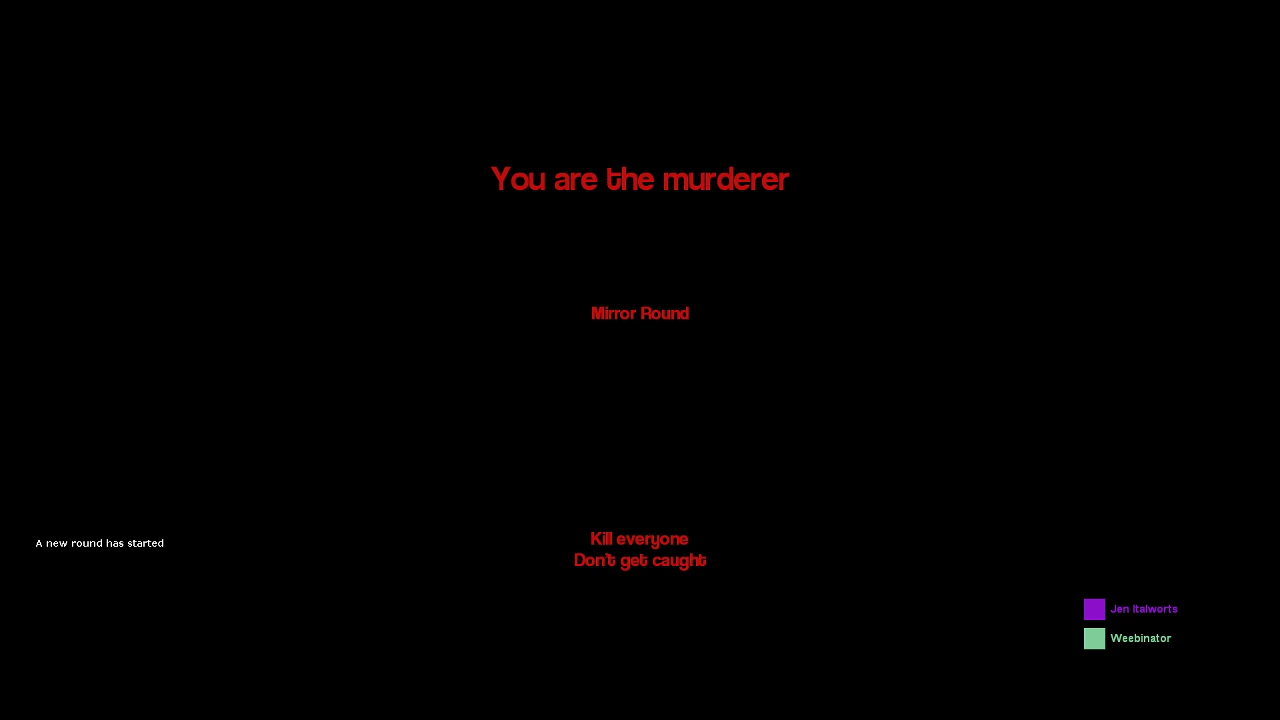 You are the murderer
Mirror Round
Kill everyone
Don't get caught
A new round has started
Jen Italworts
Weebinator